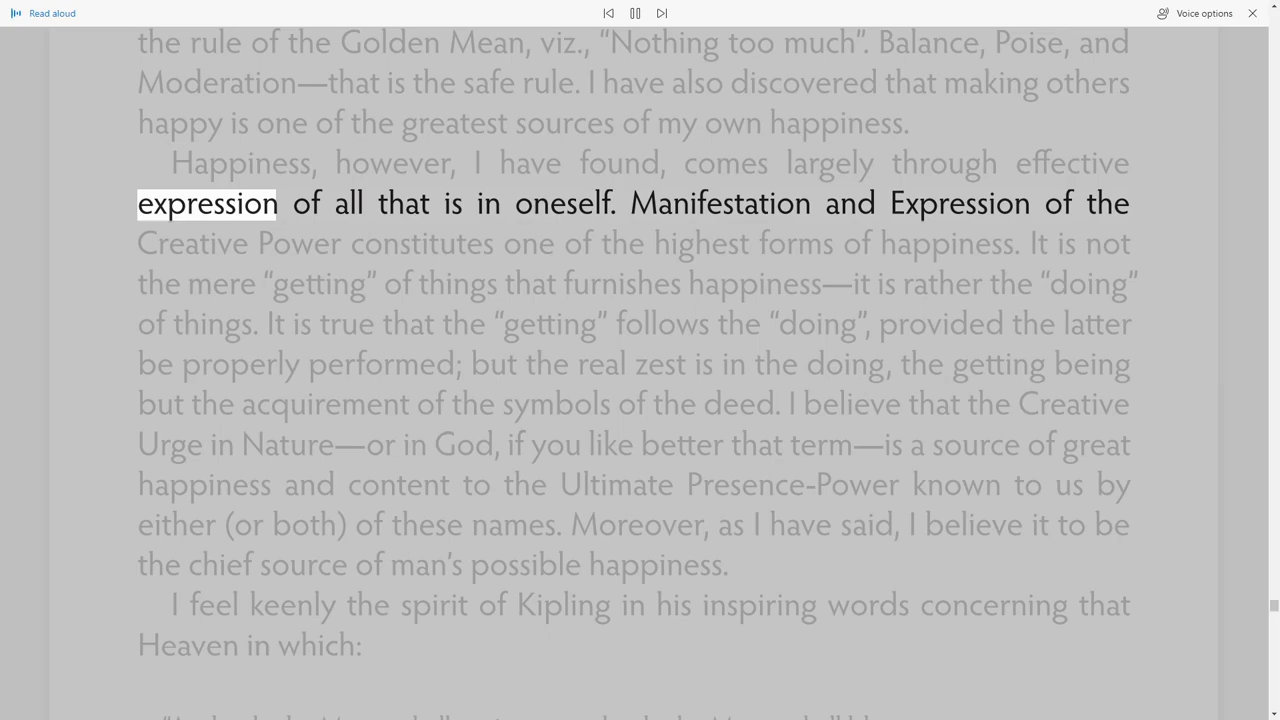 Read aloud
Voice options
the rule of the Golden Mean, viz., “Nothing too much”. Balance, Poise, and
Moderation—that is the safe rule. I have also discovered that making others
happy is one of the greatest sources of my own happiness.
Happiness, however, I have found, comes largely through effective
expression of all that is in oneself. Manifestation and Expression of the
Creative Power constitutes one of the highest forms of happiness. It is not
the mere “getting” of things that furnishes happiness—it is rather the “doing”
of things. It is true that the “getting” follows the “doing”, provided the latter
be properly performed; but the real zest is in the doing, the getting being
but the acquirement of the symbols of the deed. I believe that the Creative
Urge in Nature—or in God, if you like better that term—is a source of great
happiness and content to the Ultimate Presence-Power known to us by
either (or both) of these names. Moreover, as I have said, I believe it to be
the chief source of man’s possible happiness.
I feel keenly the spirit of Kipling in his inspiring words concerning that
Heaven in which: